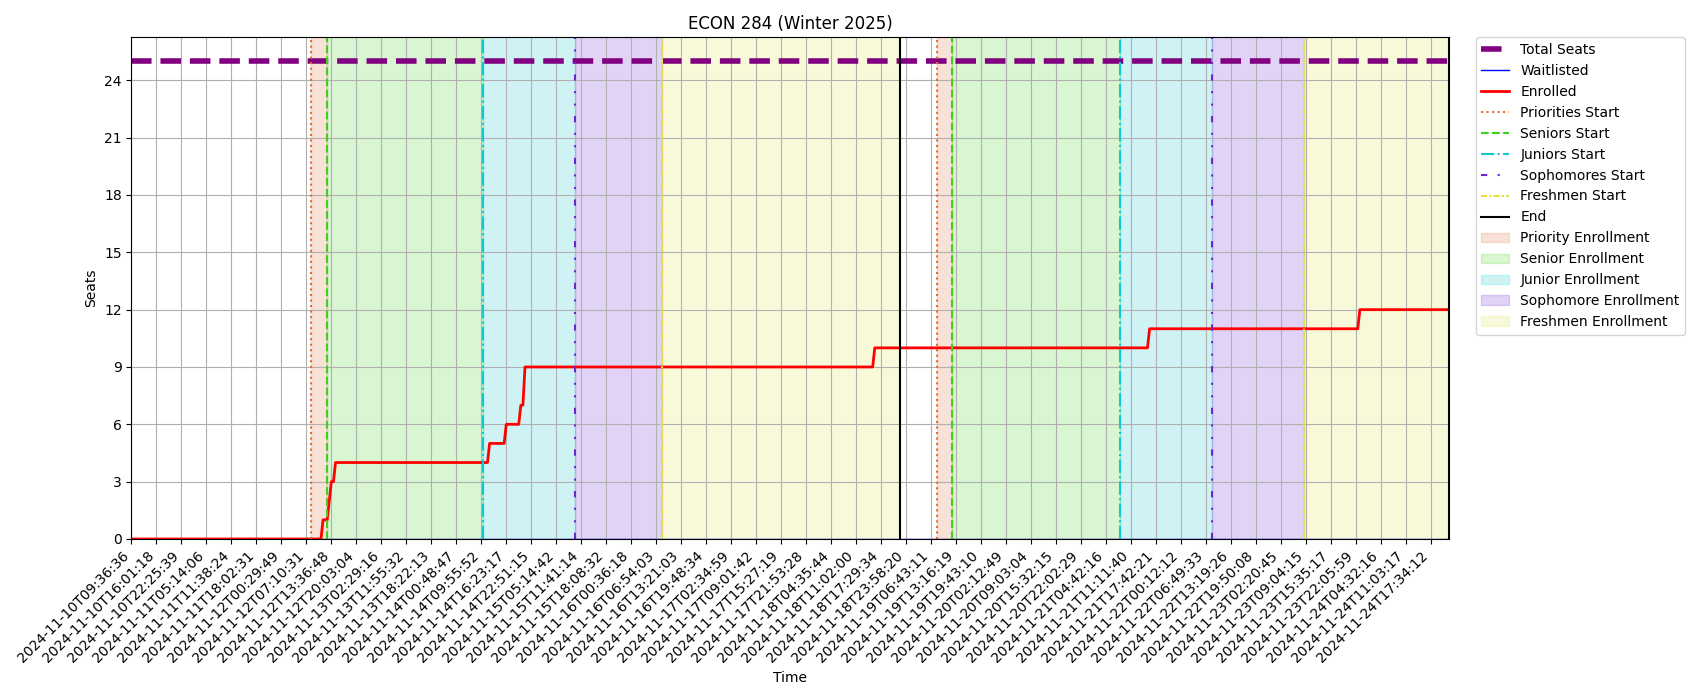 ECON 284 (Winter 2025)
Total Seats
Waitlisted
Enrolled
Priorities Start
Seniors Start
Juniors Start
Sophomores Start
Freshmen Start
End
Priority Enrollment
Senior Enrollment
Junior Enrollment
Sophomore Enrollment
Freshmen Enrollment
Seats
24
21
18
15
12
9
6
3
0
2024-11-10T09:36:36
2024-11-10T16:01:18
2024-11-10T22:25:39
2024-11-11T05:14:06
2024-11-11T11:38:24
2024-11-11T18:02:31
2024-11-12T00:29:49
2024-11-12T07:10:31
2024-11-12T13:36:48
2024-11-12T20:03:04
2024-11-13T02:29:16
2024-11-13T11:55:32
2024-11-13T18:22:13
2024-11-14T00:48:47
2024-11-14T09:55:52
2024-11-14T16:23:17
2024-11-14T22:51:15
2024-11-15T05:14:42
2024-11-15T11:41:14
2024-11-15T18:08:32
2024-11-16T00:36:18
2024-11-16T06:54:03
2024-11-16T13:21:03
2024-11-16T19:48:34
2024-11-17T02:34:59
2024-11-17T09:01:42
2024-11-17T15:27:19
2024-11-17T21:53:28
2024-11-18T04:35:44
2024-11-18T11:02:00
2024-11-18T17:29:34
2024-11-18T23:58:20
2024-11-19T06:43:11
2024-11-19T13:16:19
2024-11-19T19:43:10
2024-11-20T02:12:49
2024-11-20T09:03:04
2024-11-20T15:32:15
2024-11-20T22:02:29
2024-11-21T04:42:16
2024-11-21T11:11:40
2024-11-21T17:42:21
2024-11-22T00:12:12
2024-11-22T06:49:33
2024-11-22T13:19:26
2024-11-22T19:50:08
2024-11-23T02:20:45
2024-11-23T09:04:15
2024-11-23T15:35:17
2024-11-23T22:05:59
2024-11-24T04:32:16
2024-11-24T11:03:17
2024-11-24T17:34:12
Time